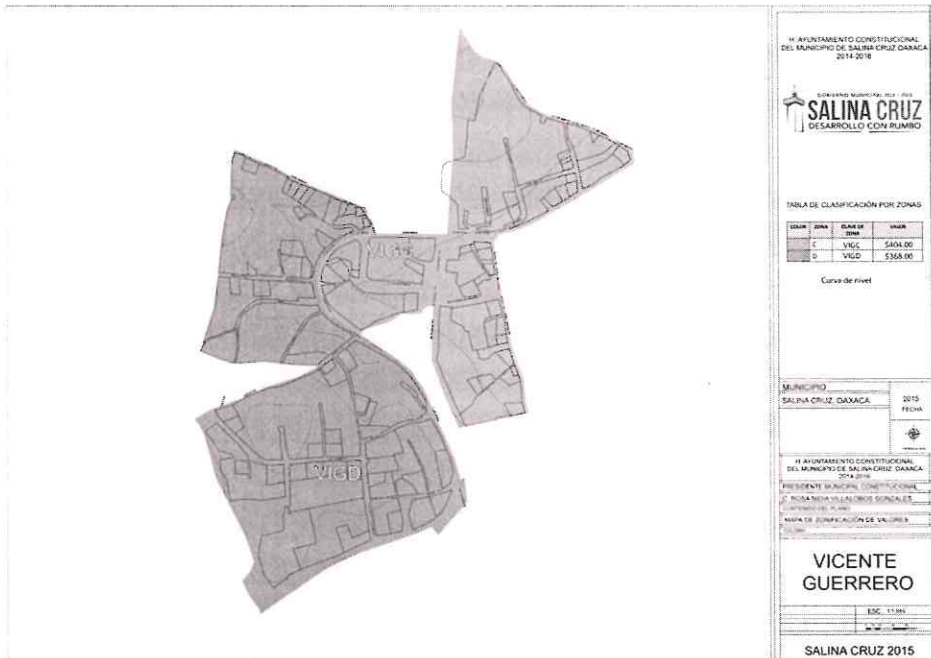 VIGC
VIGD
H. AYUNTAMIENTO CONSTITUCIONAL
DEL MUNICIPIO DE SALINA CRUZ OAXACA
2014-2016
SALINA CRUZ
DESARROLLO CON RUMBO
TABLA DE CLASIFICACIÓN POR ZONAS
COLOR ZONA CLAVE DE ZONA VALOR
C VIGC $404.00
D VIGD $368.00
Curva de nivel
MUNICIPIO
SALINA CRUZ, OAXACA
2015
FECHA
H. AYUNTAMIENTO CONSTITUCIONAL
DEL MUNICIPIO DE SALINA CRUZ OAXACA
2014-2016
PRESIDENTE MUNICIPAL CONSTITUCIONAL
C. ROSA NIDIA VILLALOBOS GONZALES
CONTENIDO DEL PLANO
MAPA DE ZONIFICACIÓN DE VALORES
VICENTE
GUERRERO
ESC.
SALINA CRUZ 2015